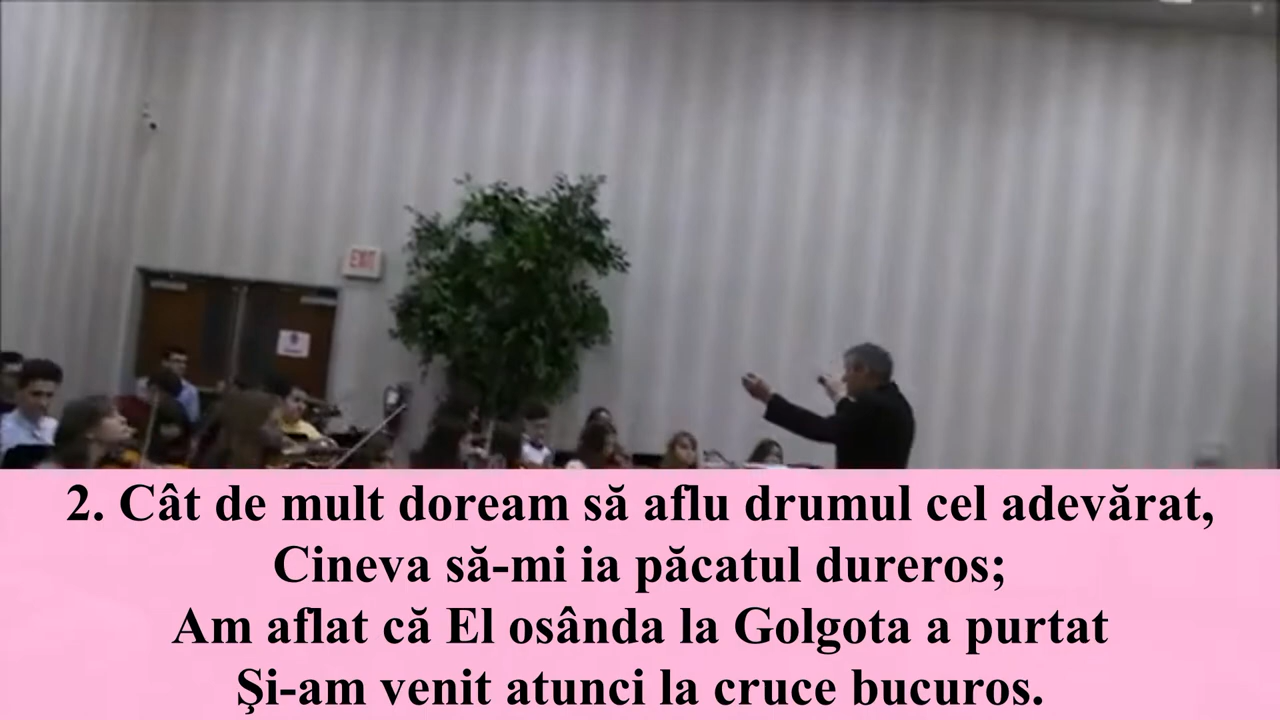 EXIT
2. Cât de mult doream să aflu drumul cel adevărat,
Cineva să-mi ia păcatul dureros;
Am aflat că El osânda la Golgota a purtat
Şi-am venit atunci la cruce bucuros.